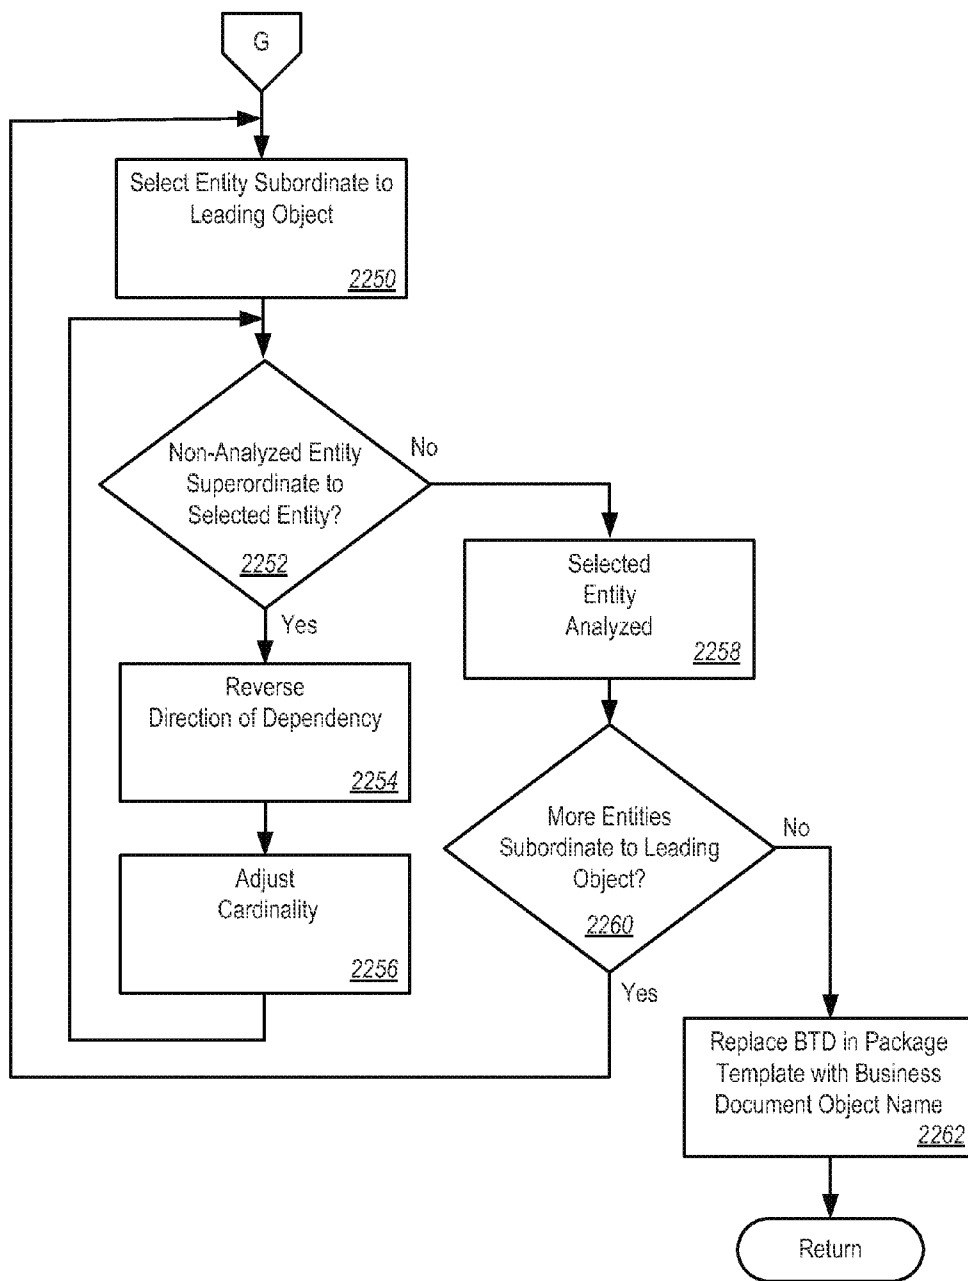 G
Select Entity Subordinate to
Leading Object
2250
Non-Analyzed Entity
Superordinate to
Selected Entity?
2252
No
Yes
Selected
Entity
Analyzed
2258
Reverse
Direction of Dependency
2254
More Entities
Subordinate to Leading
Object?
2260
No
Yes
Adjust
Cardinality
2256
Replace BTD in Package
Template with Business
Document Object Name
2262
Return